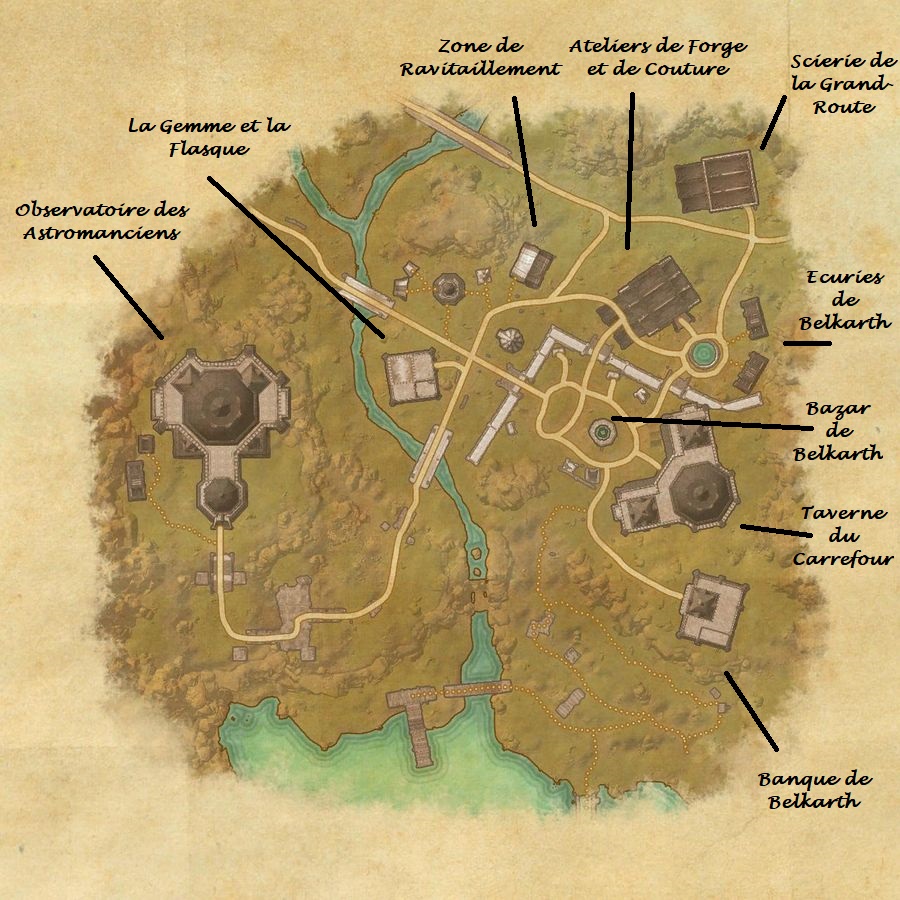 Zone de
Ravitaillement
Ateliers de Forge
et de Couture
Scierie de
la Grand-
Route
La Gemme et la
Flasque
Observatoire des
Astromanciens
Ecuries
de
Belkarth
Bazar
de
Belkarth
Taverne
du
Carrefour
Banque de
Belkarth